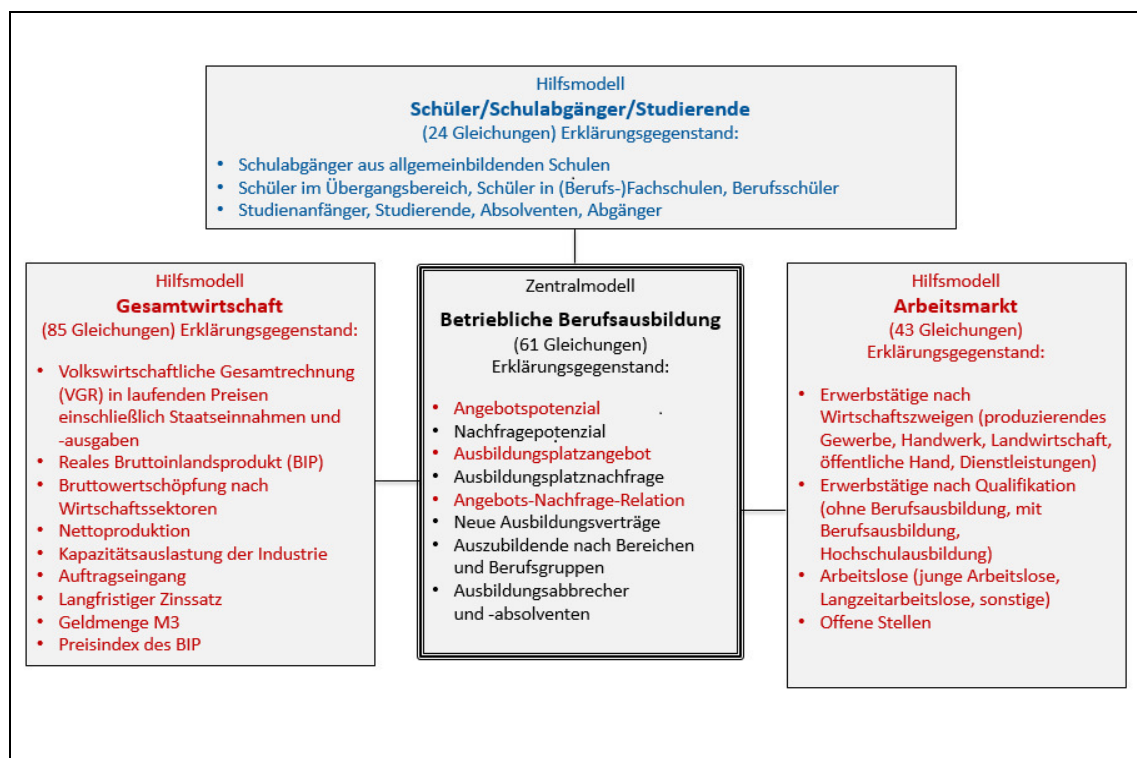 Hilfsmodell
Schüler/Schulabgänger/Studierende
(24 Gleichungen) Erklärungsgegenstand:
• Schulabgänger aus allgemeinbildenden Schulen
• Schüler im Übergangsbereich, Schüler in (Berufs-)Fachschulen, Berufsschüler
• Studienanfänger, Studierende, Absolventen, Abgänger
Hilfsmodell
Gesamtwirtschaft
(85 Gleichungen) Erklärungsgegenstand:
• Volkswirtschaftliche Gesamtrechnung
(VGR) in laufenden Preisen
einschließlich Staatseinnahmen und
-ausgaben
• Reales Bruttoinlandsprodukt (BIP)
• Bruttowertschöpfung nach
Wirtschaftssektoren
• Nettoproduktion
• Kapazitätsauslastung der Industrie
• Auftragseingang
• Langfristiger Zinssatz
• Geldmenge M3
• Preisindex des BIP
Zentralmodell
Betriebliche Berufsausbildung
(61 Gleichungen)
Erklärungsgegenstand:
• Angebotspotenzial
• Nachfragepotenzial
• Ausbildungsplatzangebot
• Ausbildungsplatznachfrage
• Angebots-Nachfrage-Relation
• Neue Ausbildungsverträge
• Auszubildende nach Bereichen
und Berufsgruppen
• Ausbildungsabbrecher
und -absolventen
Hilfsmodell
Arbeitsmarkt
(43 Gleichungen)
Erklärungsgegenstand:
• Erwerbstätige nach
Wirtschaftszweigen (produzierendes
Gewerbe, Handwerk, Landwirtschaft,
öffentliche Hand, Dienstleistungen)
• Erwerbstätige nach Qualifikation
(ohne Berufsausbildung, mit
Berufsausbildung,
Hochschulausbildung)
• Arbeitslose (junge Arbeitslose,
Langzeitarbeitslose, sonstige)
• Offene Stellen